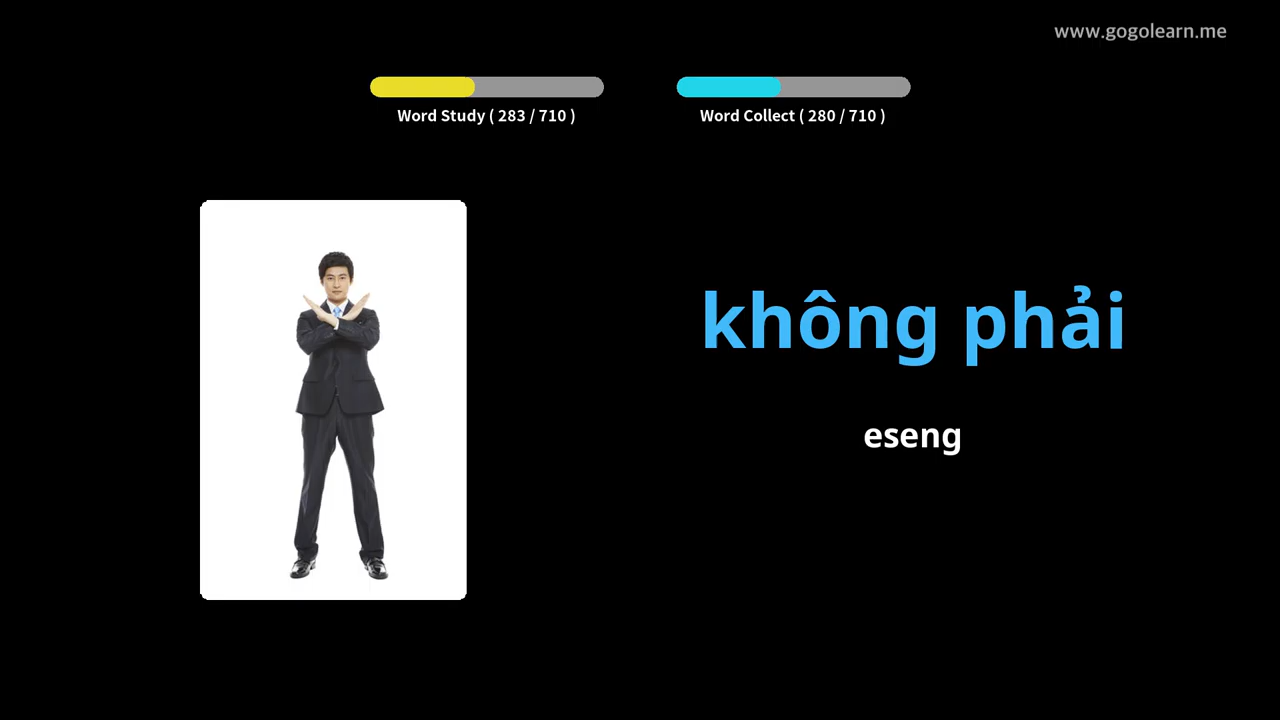 www.gogolearn.me
Word Study ( 283 / 710 )
Word Collect ( 280 / 710 )
không phải
eseng